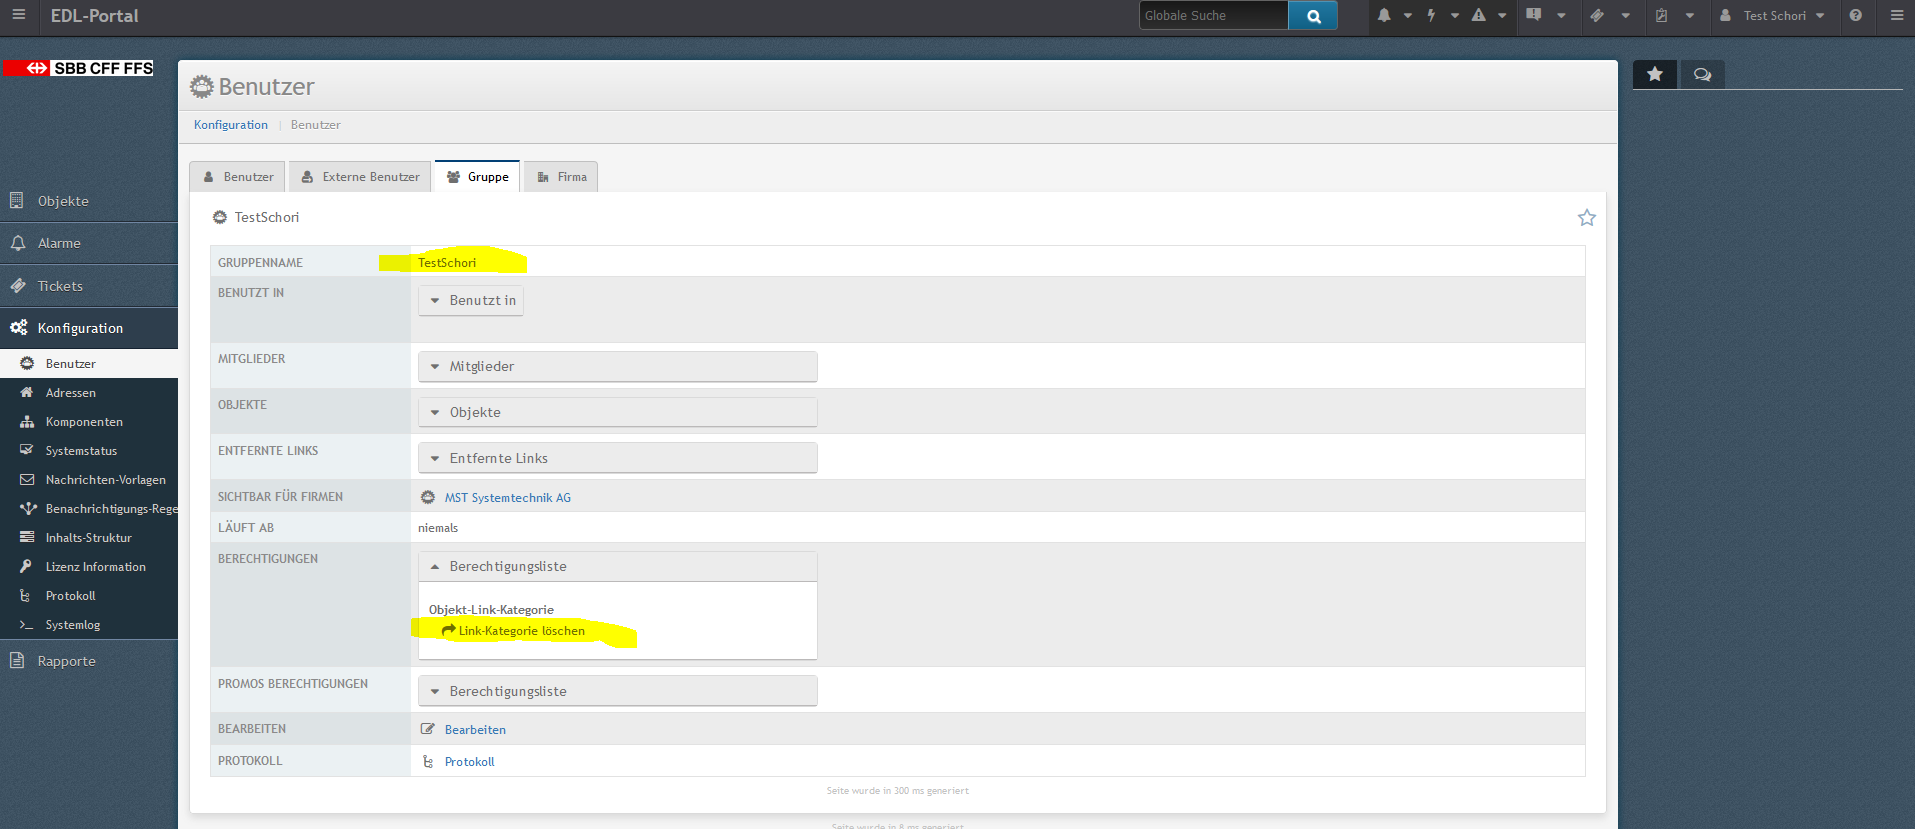 EDL-Portal
Globale Suche
Test Schori
SBB CFF FFS
Benutzer
Konfiguration | Benutzer
Benutzer
Externe Benutzer
Gruppe
Firma
Objekte
Alarme
Tickets
Konfiguration
Benutzer
Adressen
Komponenten
Systemstatus
Nachrichten-Vorlagen
Benachrichtigungs-Rege
Inhalts-Struktur
Lizenz Information
Protokoll
Systemlog
Rapporte
TestSchori
GRUPPENNAME TestSchori
BENUTZT IN Benutzt in
MITGLIEDER Mitglieder
OBJEKTE Objekte
ENTFERNTE LINKS Entfernte Links
SICHTBAR FÜR FIRMEN MST Systemtechnik AG
LÄUFT AB niemals
BERECHTIGUNGEN Berechtigungsliste
Objekt-Link-Kategorie
Link-Kategorie löschen
PROMOS BERECHTIGUNGEN Berechtigungsliste
BEARBEITEN Bearbeiten
PROTOKOLL Protokoll
Seite wurde in 300 ms generiert
Seite wurde in 8 ms generiert